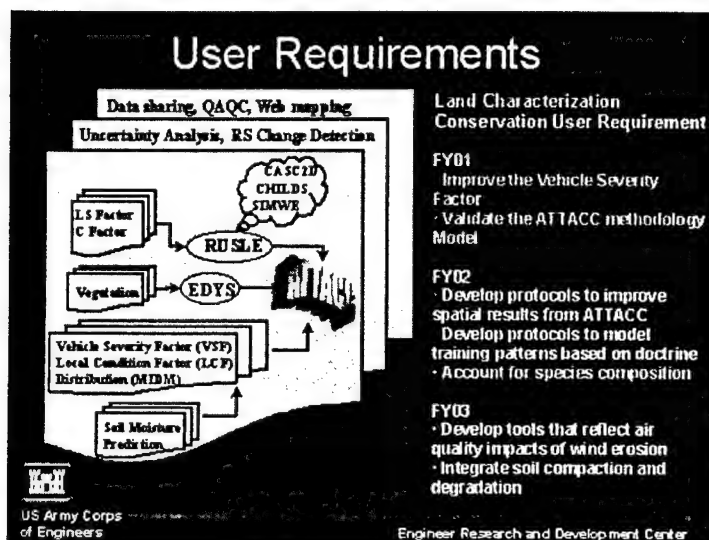 User Requirements
Data sharing, QAQC, Web mapping
Uncertainty Analysis, RS Change Detection
CASC2D
CHILDS
SIMWE
LS Factor
C Factor
RUSLE
Vegetation
EDYS
ATTACC
Vehicle Severity Factor (VSF)
Local Condition Factor (LCF)
Distribution (MIDM)
Soil Moisture
Prediction
Land Characterization
Conservation User Requirement
FY01
Improve the Vehicle Severity
Factor
· Validate the ATTACC methodology
Model
FY02
· Develop protocols to improve
spatial results from ATTACC
Develop protocols to model
training patterns based on doctrine
· Account for species composition
FY03
· Develop tools that reflect air
quality impacts of wind erosion
· Integrate soil compaction and
degradation
US Army Corps
of Engineers
Engineer Research and Development Center